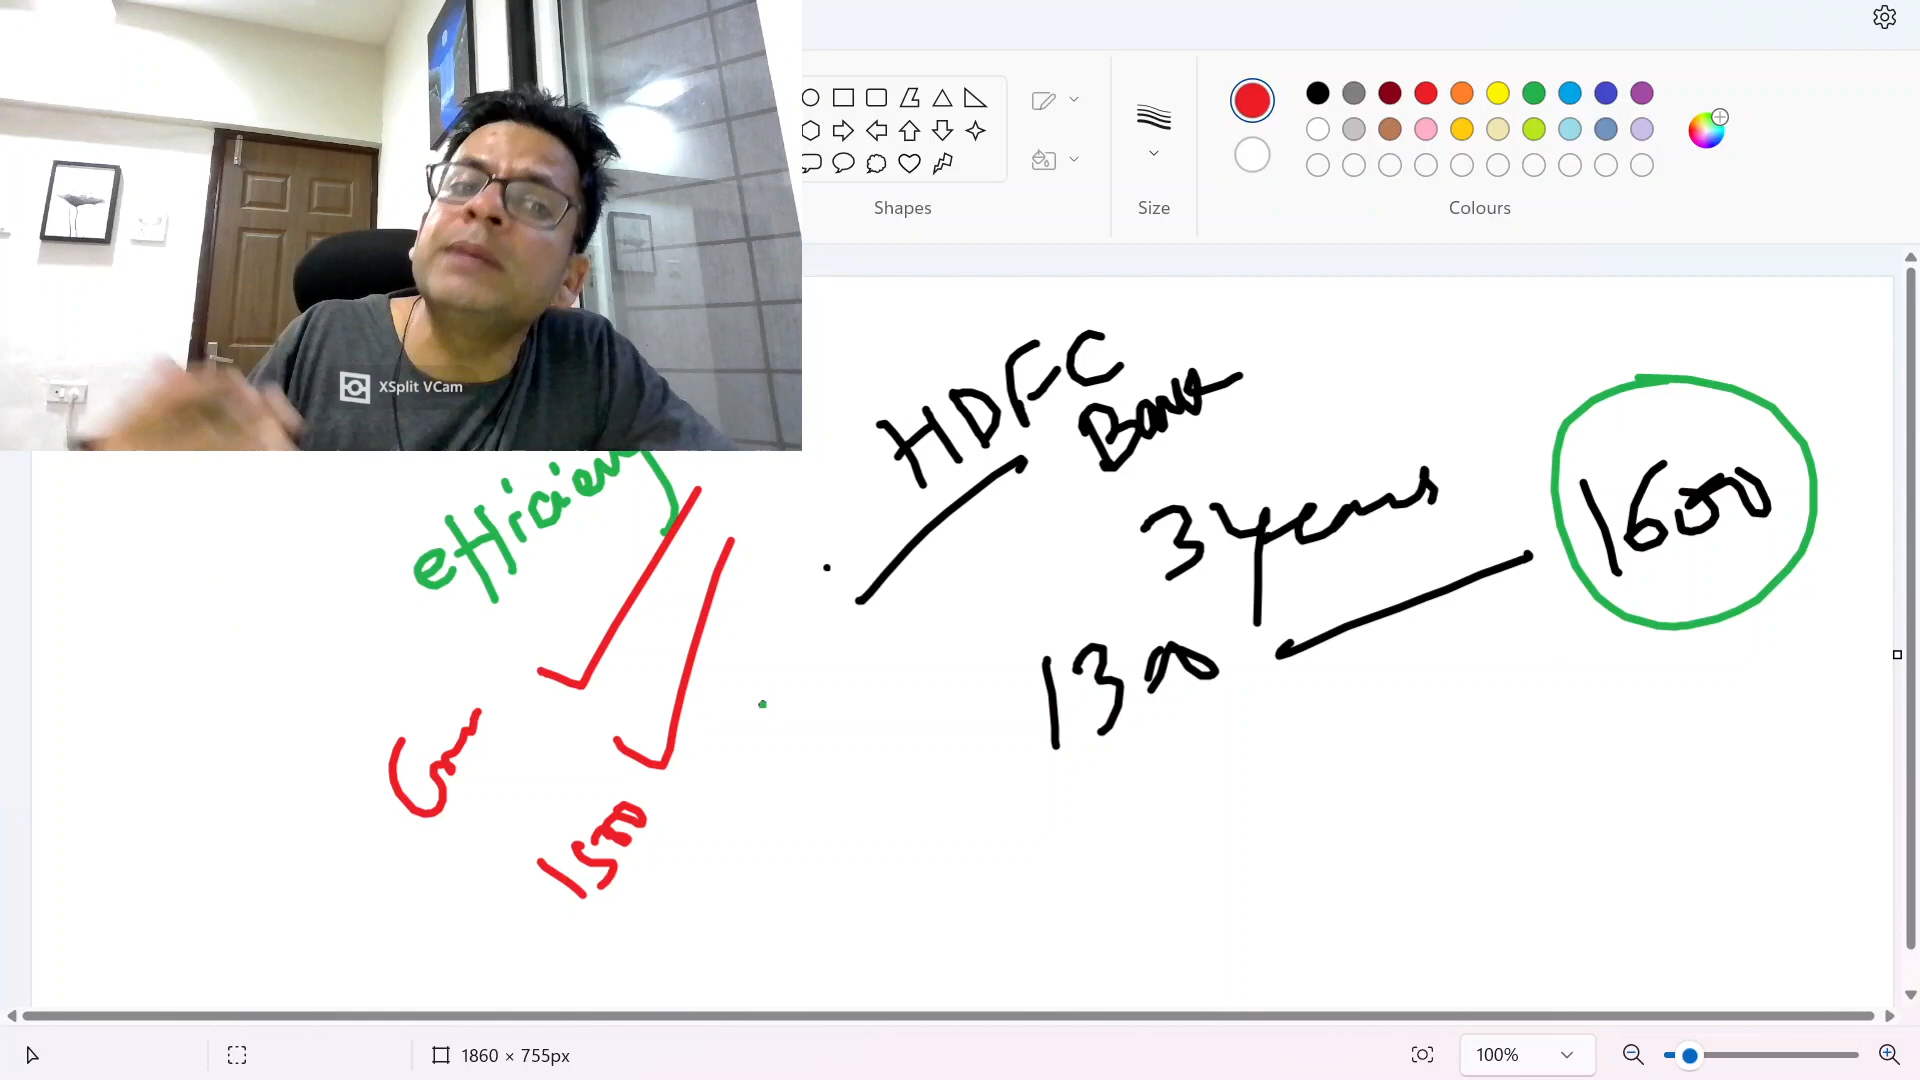 XSplit VCam
Shapes
Size
Colours
HDFC
Bank
efficiency
3 years
1600
1300
1500
1860 × 755px
100%